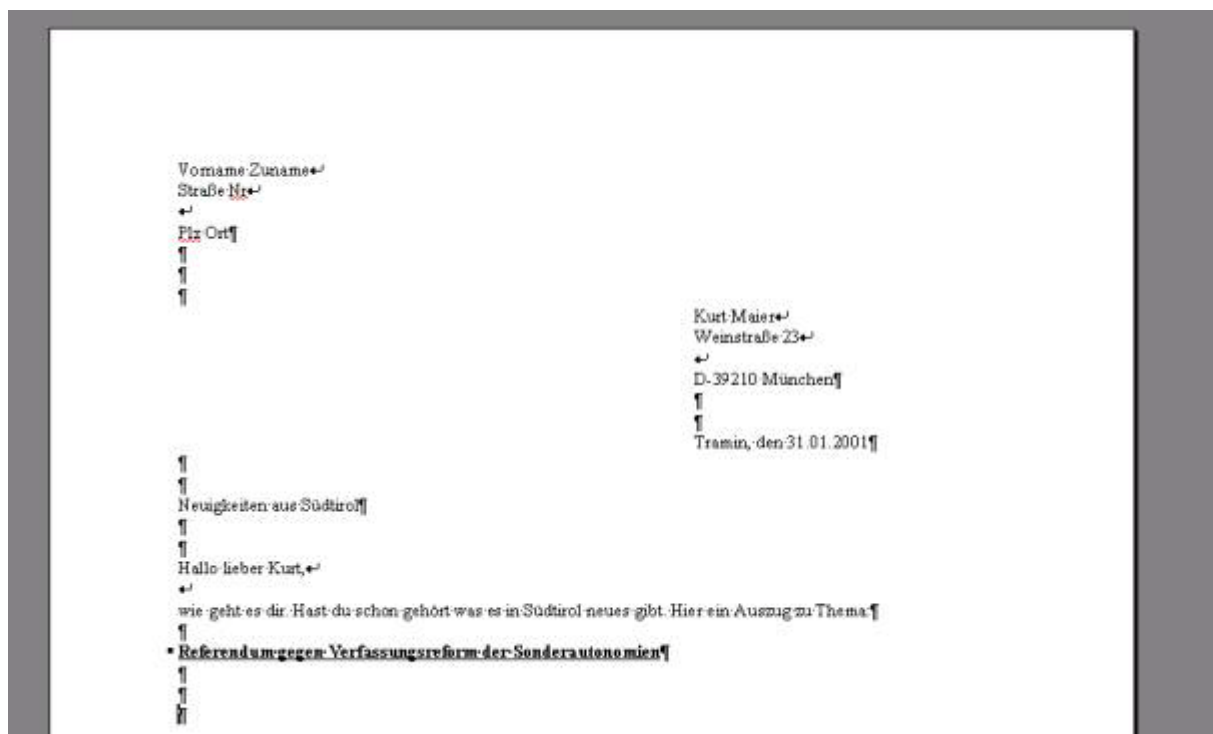 Vorname Zuname
Straße Nr
Plz Ort
Kurt Maier
Weinstraße 23
D-39210 München
Tramin, den 31.01.2001
Neuigkeiten aus Südtirol
Hallo lieber Kurt,
wie geht es dir. Hast du schon gehört was es in Südtirol neues gibt. Hier ein Auszug zu Thema
Referendum gegen Verfassungsreform der Sonderautonomien